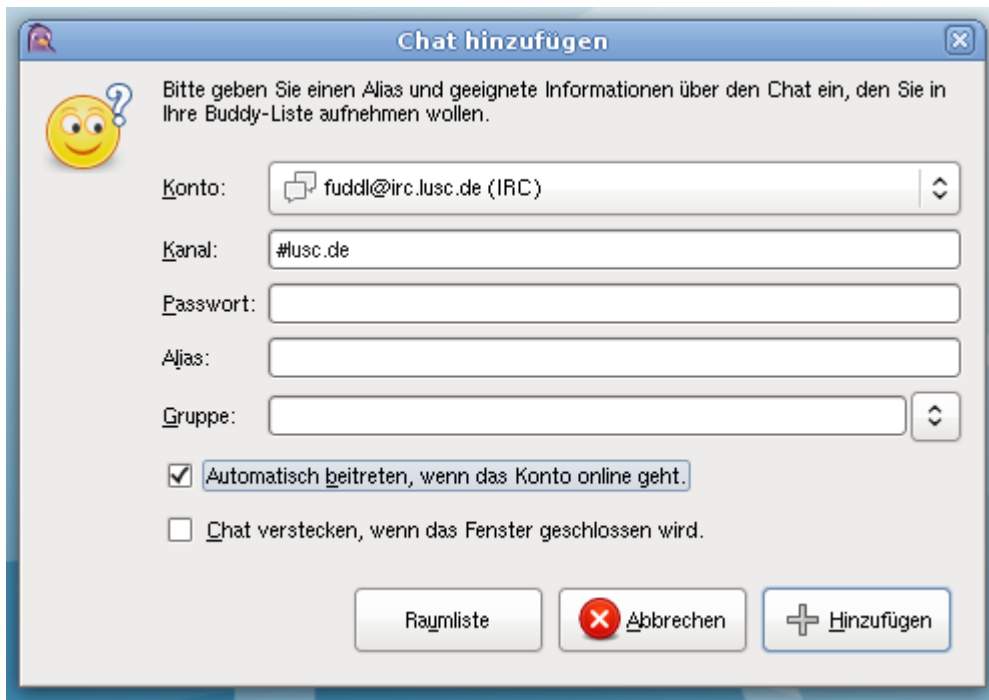 Chat hinzufügen
Bitte geben Sie einen Alias und geeignete Informationen über den Chat ein, den Sie in
Ihre Buddy-Liste aufnehmen wollen.
Konto: fuddl@irc.lusc.de (IRC)
Kanal: #lusc.de
Passwort:
Alias:
Gruppe:
Automatisch beitreten, wenn das Konto online geht.
Chat verstecken, wenn das Fenster geschlossen wird.
Raumliste Abbrechen Hinzufügen